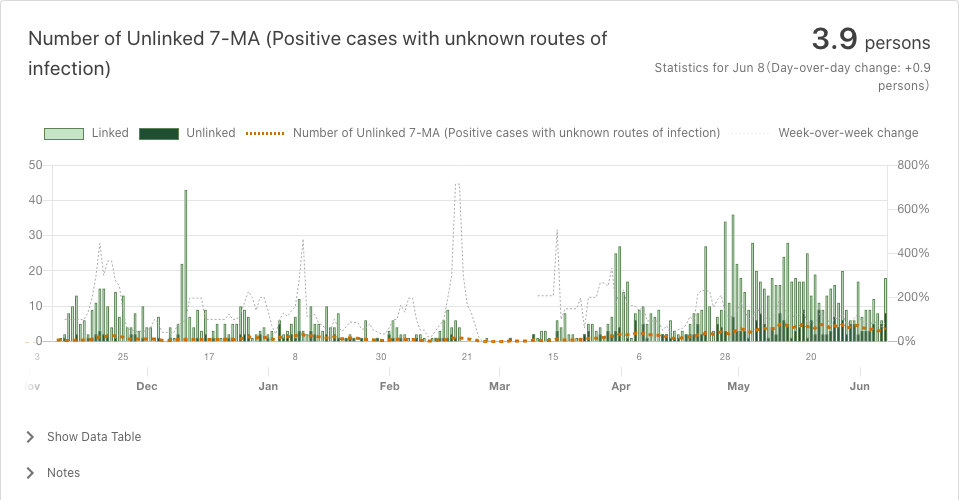 Number of Unlinked 7-MA (Positive cases with unknown routes of
infection)
3.9 persons
Statistics for Jun 8(Day-over-day change: +0.9
persons)
Linked Unlinked Number of Unlinked 7-MA (Positive cases with unknown routes of infection) Week-over-week change
50 800%
40 600%
30 400%
20
10 200%
0 0%
3 25 17 8 30 21 15 6 28 20
ov Dec Jan Feb Mar Apr May Jun
Show Data Table
Notes